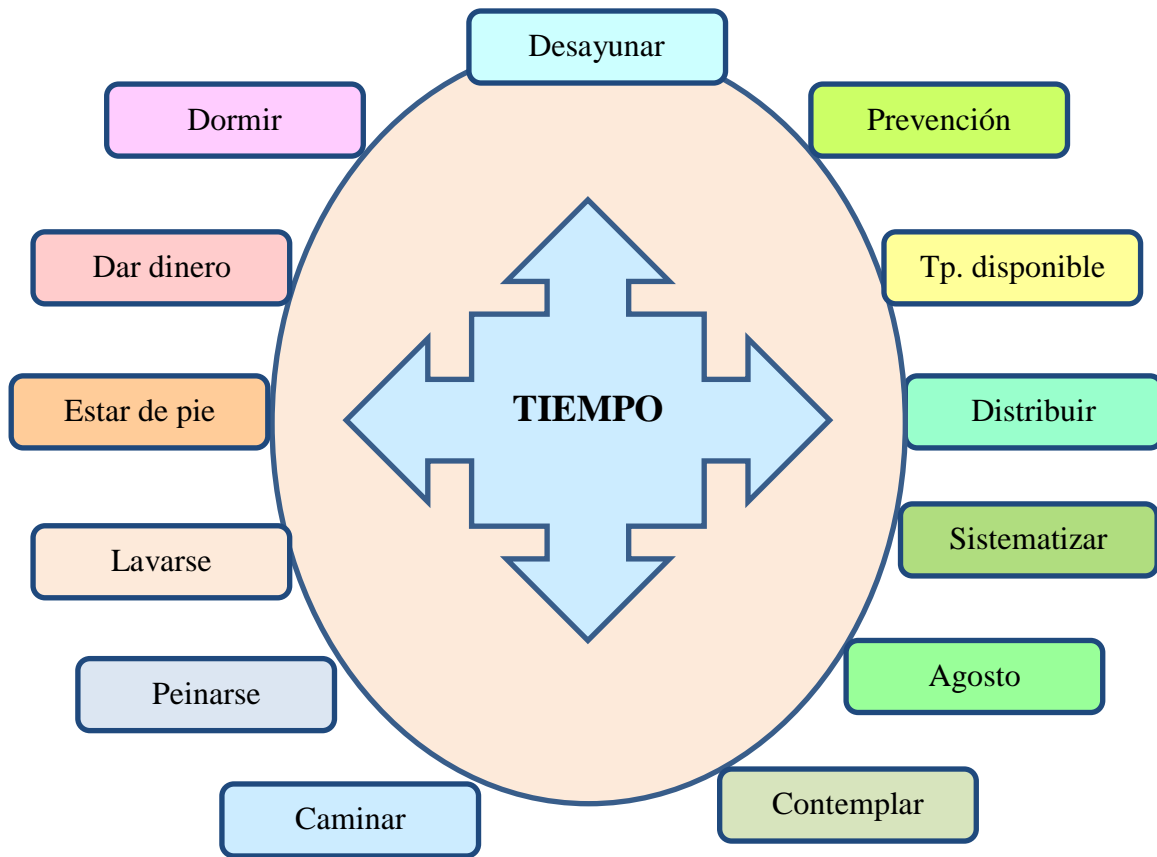 Desayunar
Dormir
Prevención
Dar dinero
Tp. disponible
Estar de pie
TIEMPO
Distribuir
Lavarse
Sistematizar
Peinarse
Agosto
Caminar
Contemplar